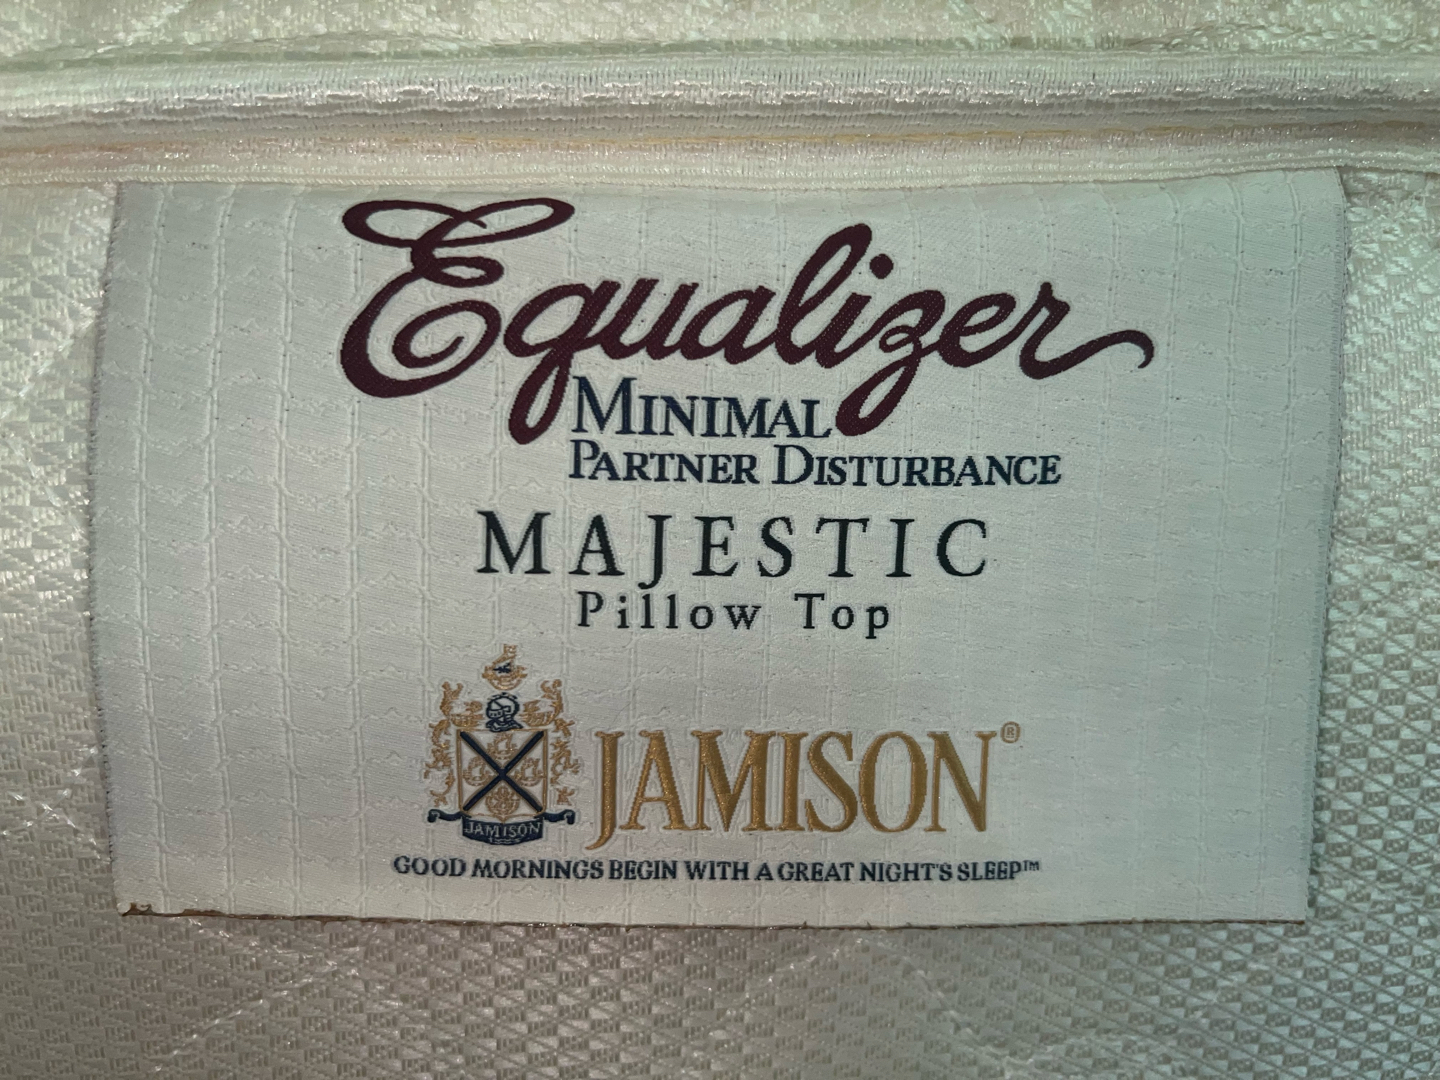 Equalizer
MINIMAL
PARTNER DISTURBANCE
MAJESTIC
Pillow Top
JAMISON®
JAMISON
GOOD MORNINGS BEGIN WITH A GREAT NIGHT'S SLEEP™